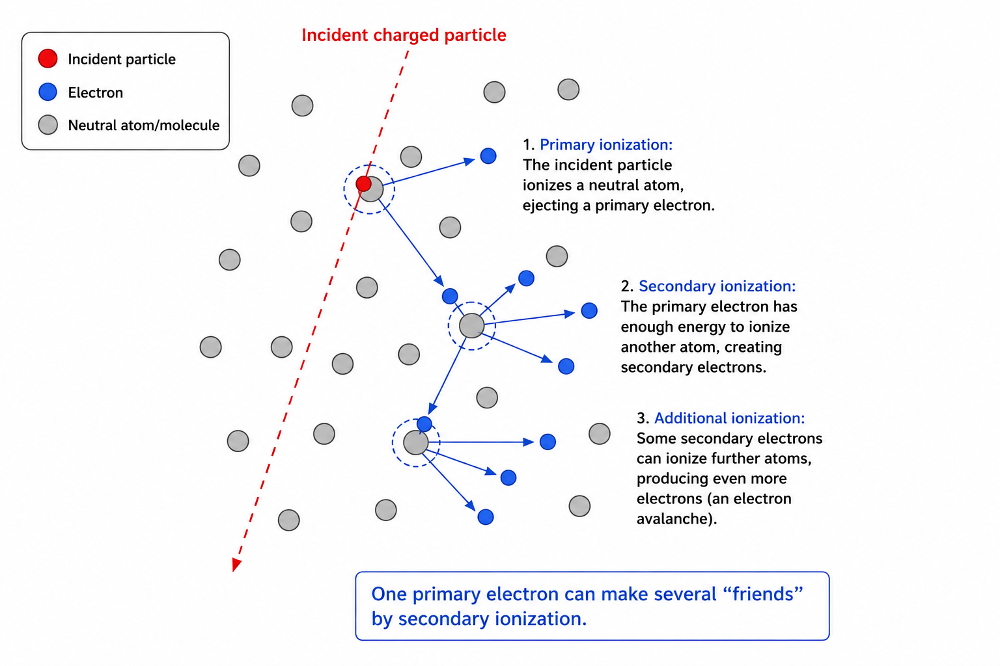 Incident charged particle
Incident particle
Electron
Neutral atom/molecule
1. Primary ionization:
The incident particle
ionizes a neutral atom,
ejecting a primary electron.
2. Secondary ionization:
The primary electron has
enough energy to ionize
another atom, creating
secondary electrons.
3. Additional ionization:
Some secondary electrons
can ionize further atoms,
producing even more
electrons (an electron
avalanche).
One primary electron can make several “friends”
by secondary ionization.